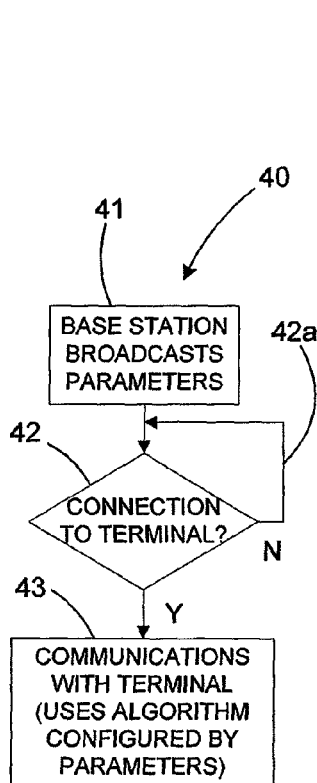 40
41
BASE STATION
BROADCASTS
PARAMETERS
42a
42
CONNECTION
TO TERMINAL?
N
43
Y
COMMUNICATIONS
WITH TERMINAL
(USES ALGORITHM
CONFIGURED BY
PARAMETERS)